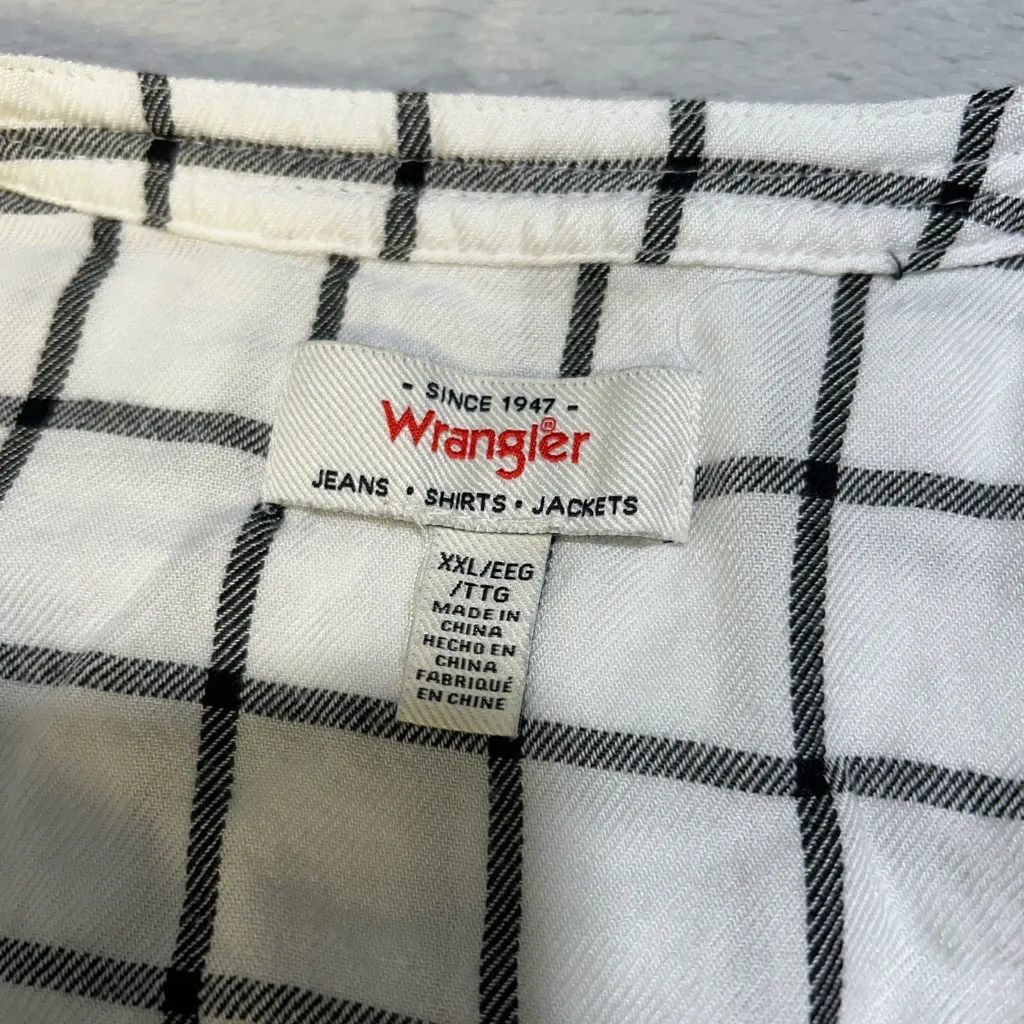 - SINCE 1947 -
Wrangler®
JEANS • SHIRTS • JACKETS
XXL/EEG
/TTG
MADE IN
CHINA
HECHO EN
CHINA
FABRIQUÉ
EN CHINE